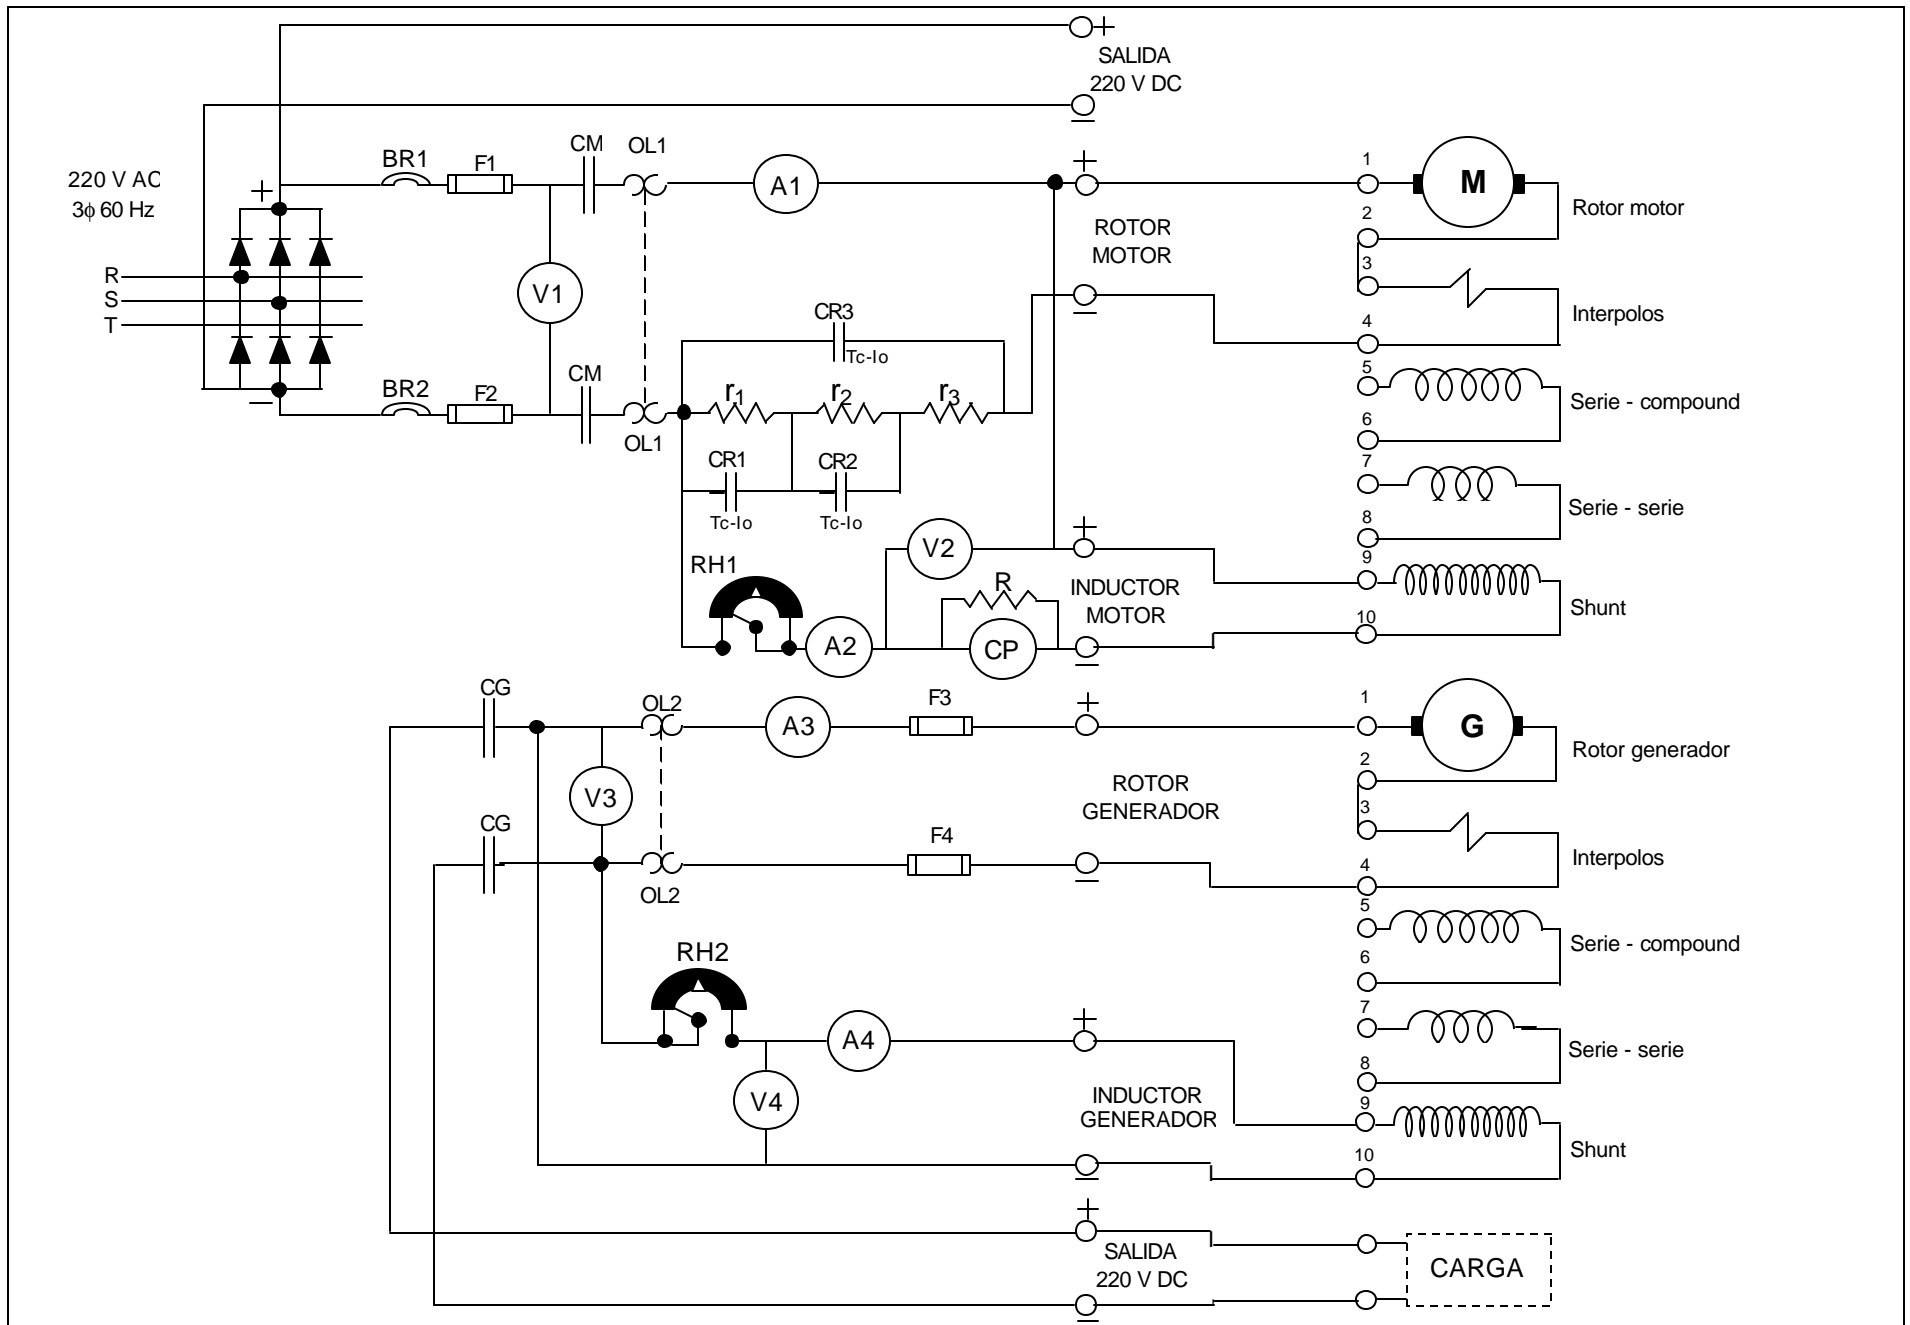 +
SALIDA
220 V DC
_
220 V AC
3ϕ 60 Hz
+
R
S
T
_
BR1
F1
CM
OL1
A1
+
V1
ROTOR
MOTOR
_
BR2
F2
CM
OL1
CR3
Tc-Io
r1
r2
r3
CR1
Tc-Io
CR2
Tc-Io
RH1
A2
V2
R
CP
+
INDUCTOR
MOTOR
_
1
M
Rotor motor
2
3
Interpolos
4
5
Serie - compound
6
7
Serie - serie
8
9
Shunt
10
CG
OL2
A3
F3
+
V3
CG
OL2
F4
ROTOR
GENERADOR
_
RH2
A4
+
V4
INDUCTOR
GENERADOR
_
1
G
Rotor generador
2
3
Interpolos
4
5
Serie - compound
6
7
Serie - serie
8
9
Shunt
10
+
SALIDA
220 V DC
_
CARGA